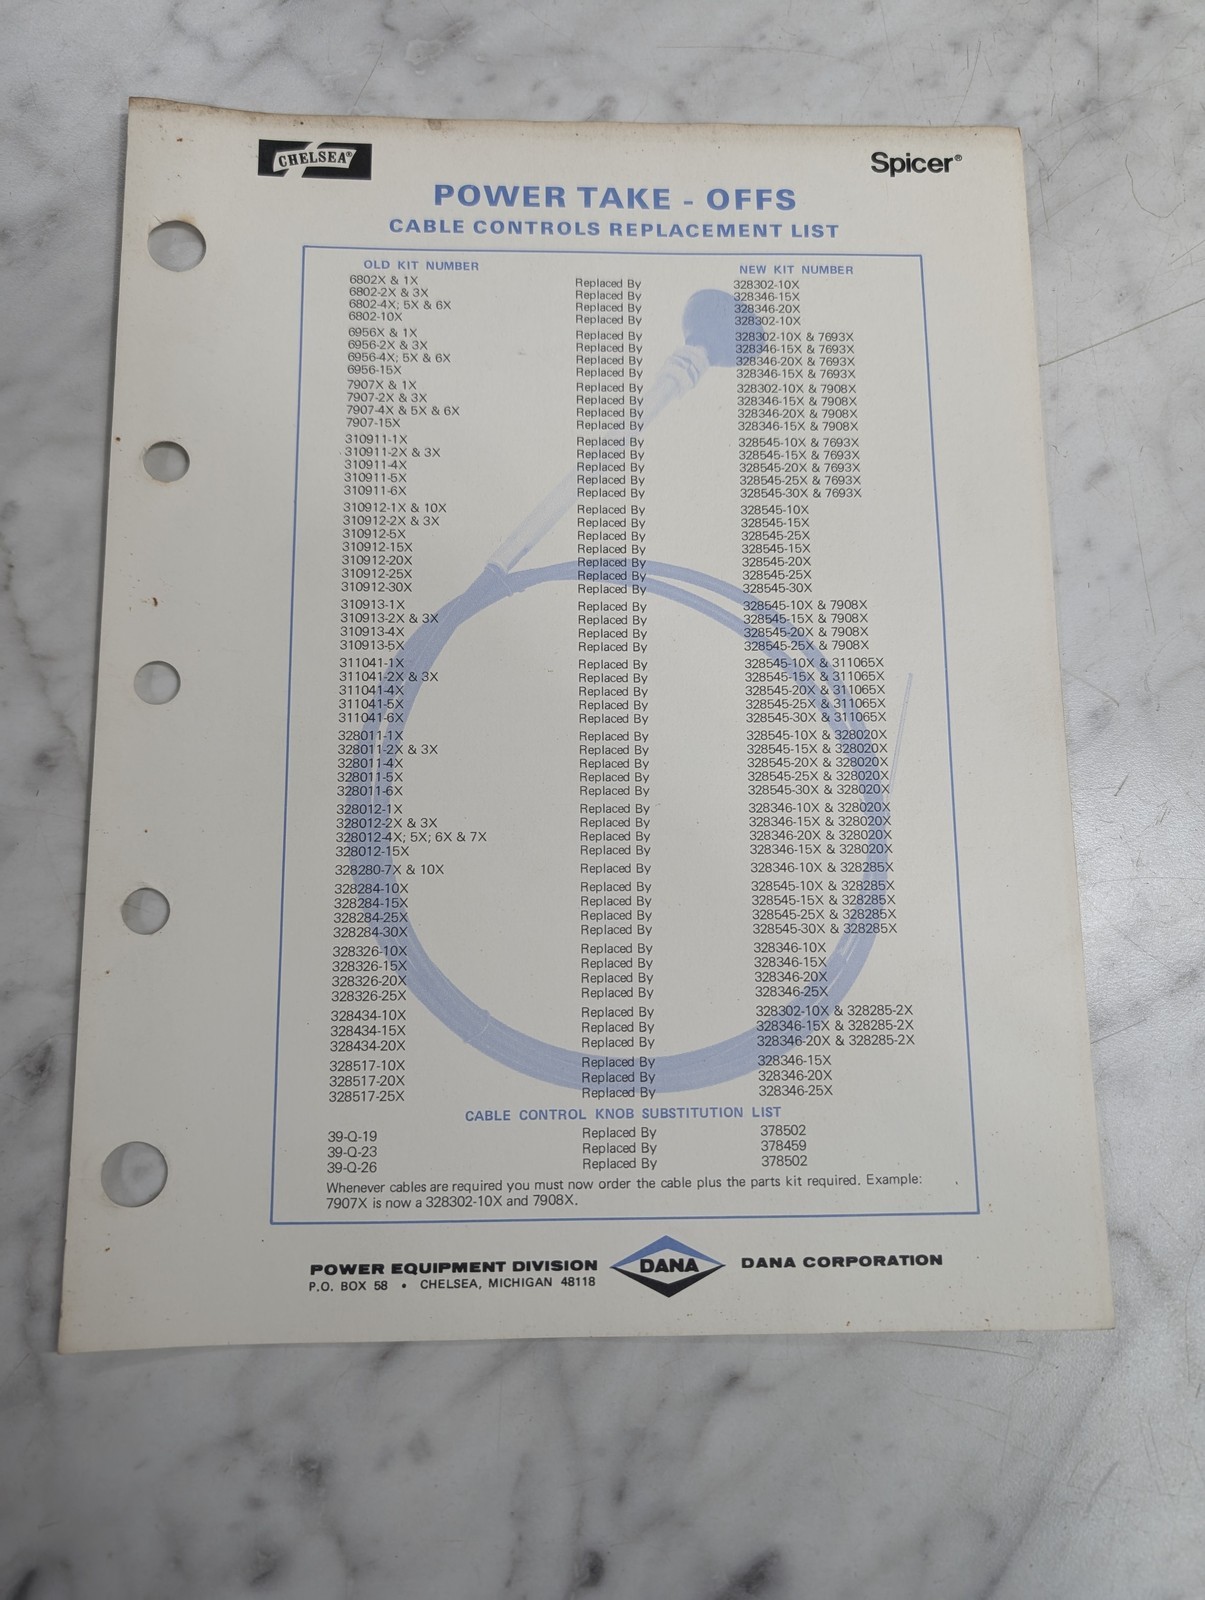 CHELSEA®
Spicer®
POWER TAKE - OFFS
CABLE CONTROLS REPLACEMENT LIST
OLD KIT NUMBER NEW KIT NUMBER
6802X & 1X Replaced By 328302-10X
6802-2X & 3X Replaced By 328346-15X
6802-4X; 5X & 6X Replaced By 328346-20X
6802-10X Replaced By 328302-10X
6956X & 1X Replaced By 328302-10X & 7693X
6956-2X & 3X Replaced By 328346-15X & 7693X
6956-4X; 5X & 6X Replaced By 328346-20X & 7693X
6956-15X Replaced By 328346-15X & 7693X
7907X & 1X Replaced By 328302-10X & 7908X
7907-2X & 3X Replaced By 328346-15X & 7908X
7907-4X & 5X & 6X Replaced By 328346-20X & 7908X
7907-15X Replaced By 328346-15X & 7908X
310911-1X Replaced By 328545-10X & 7693X
310911-2X & 3X Replaced By 328545-15X & 7693X
310911-4X Replaced By 328545-20X & 7693X
310911-5X Replaced By 328545-25X & 7693X
310911-6X Replaced By 328545-30X & 7693X
310912-1X & 10X Replaced By 328545-10X
310912-2X & 3X Replaced By 328545-15X
310912-5X Replaced By 328545-25X
310912-15X Replaced By 328545-15X
310912-20X Replaced By 328545-20X
310912-25X Replaced By 328545-25X
310912-30X Replaced By 328545-30X
310913-1X Replaced By 328545-10X & 7908X
310913-2X & 3X Replaced By 328545-15X & 7908X
310913-4X Replaced By 328545-20X & 7908X
310913-5X Replaced By 328545-25X & 7908X
311041-1X Replaced By 328545-10X & 311065X
311041-2X & 3X Replaced By 328545-15X & 311065X
311041-4X Replaced By 328545-20X & 311065X
311041-5X Replaced By 328545-25X & 311065X
311041-6X Replaced By 328545-30X & 311065X
328011-1X Replaced By 328545-10X & 328020X
328011-2X & 3X Replaced By 328545-15X & 328020X
328011-4X Replaced By 328545-20X & 328020X
328011-5X Replaced By 328545-25X & 328020X
328011-6X Replaced By 328545-30X & 328020X
328012-1X Replaced By 328346-10X & 328020X
328012-2X & 3X Replaced By 328346-15X & 328020X
328012-4X; 5X; 6X & 7X Replaced By 328346-20X & 328020X
328012-15X Replaced By 328346-15X & 328020X
328280-7X & 10X Replaced By 328346-10X & 328285X
328284-10X Replaced By 328545-10X & 328285X
328284-15X Replaced By 328545-15X & 328285X
328284-25X Replaced By 328545-25X & 328285X
328284-30X Replaced By 328545-30X & 328285X
328326-10X Replaced By 328346-10X
328326-15X Replaced By 328346-15X
328326-20X Replaced By 328346-20X
328326-25X Replaced By 328346-25X
328434-10X Replaced By 328302-10X & 328285-2X
328434-15X Replaced By 328346-15X & 328285-2X
328434-20X Replaced By 328346-20X & 328285-2X
328517-10X Replaced By 328346-15X
328517-20X Replaced By 328346-20X
328517-25X Replaced By 328346-25X
CABLE CONTROL KNOB SUBSTITUTION LIST
39-Q-19 Replaced By 378502
39-Q-23 Replaced By 378459
39-Q-26 Replaced By 378502
Whenever cables are required you must now order the cable plus the parts kit required. Example:
7907X is now a 328302-10X and 7908X.
POWER EQUIPMENT DIVISION DANA DANA CORPORATION
P.O. BOX 58 • CHELSEA, MICHIGAN 48118